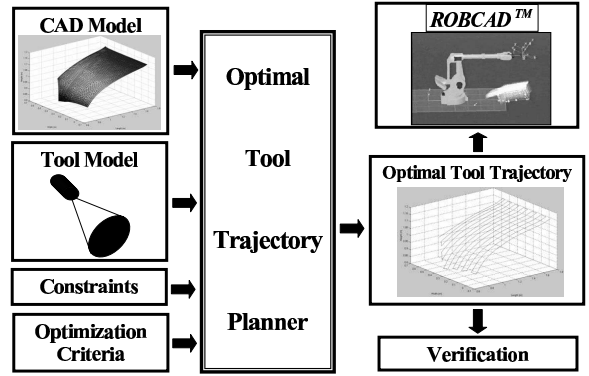 CAD Model
Tool Model
Constraints
Optimization
Criteria
Optimal
Tool
Trajectory
Planner
ROBCAD™
Optimal Tool Trajectory
Verification